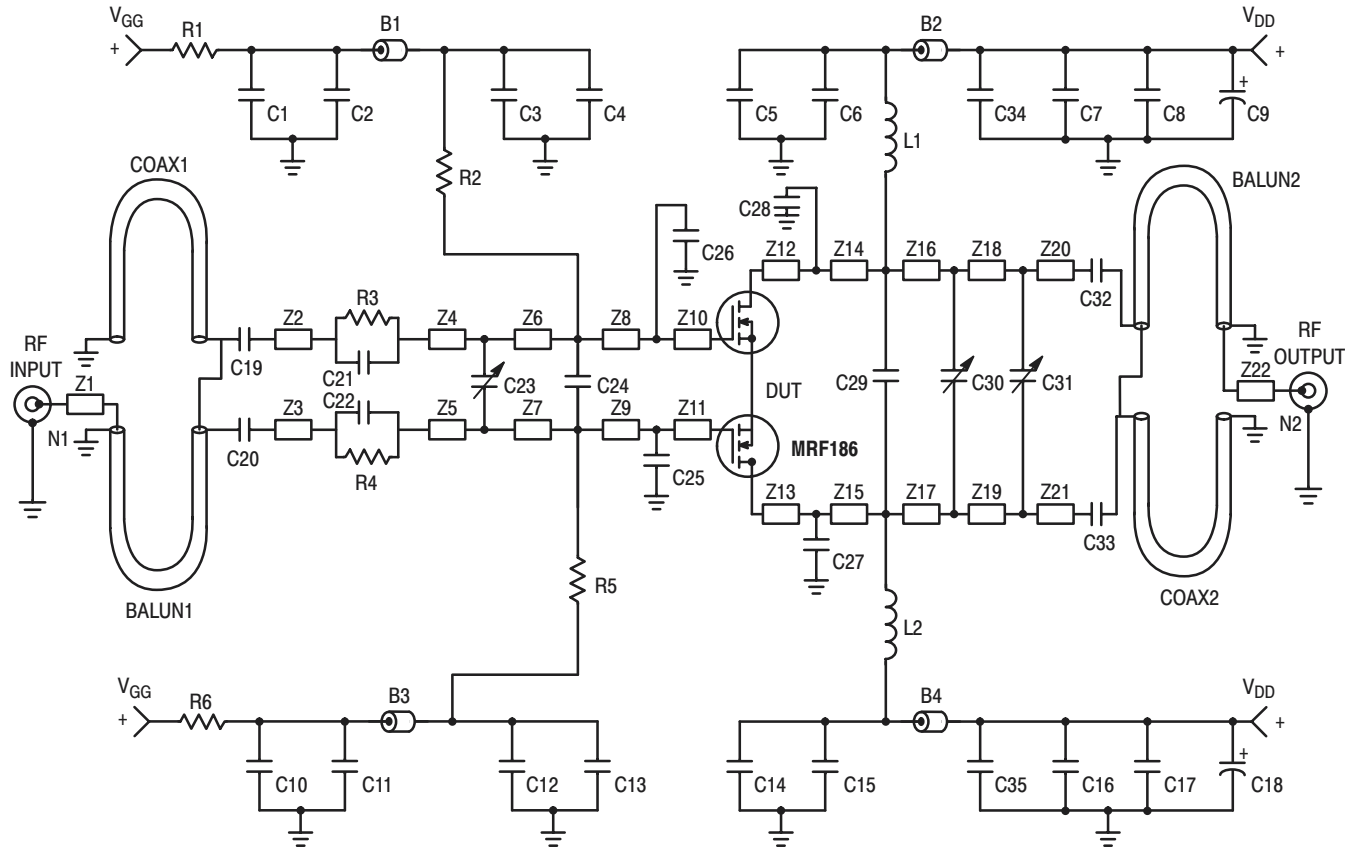 VGG
+
R1
B1
B2
VDD
+
C1
C2
C3
C4
C5
C6
C34
C7
C8
+
C9
L1
COAX1
R2
BALUN2
C28
C26
Z12
Z14
Z16
Z18
Z20
C32
R3
Z2
Z4
Z6
Z8
Z10
RF
INPUT
Z1
C19
C21
C22
C23
C24
DUT
C29
C30
C31
RF
OUTPUT
Z22
N1
Z3
Z5
Z7
Z9
Z11
MRF186
N2
C20
R4
C25
Z13
Z15
Z17
Z19
Z21
C27
C33
BALUN1
R5
L2
COAX2
VGG
+
R6
B3
B4
VDD
+
C10
C11
C12
C13
C14
C15
C35
C16
C17
+
C18